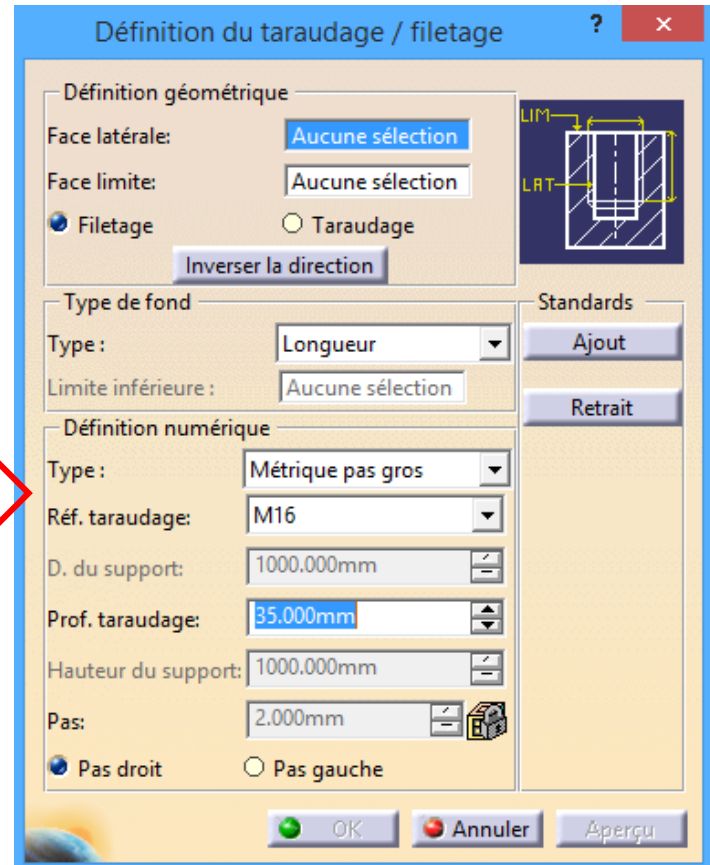 Définition du taraudage / filetage ? ×
Définition géométrique
Face latérale: Aucune sélection
Face limite: Aucune sélection
Filetage Taraudage
Inverser la direction
LIM
LAT
Type de fond
Type : Longueur
Limite inférieure : Aucune sélection
Standards
Ajout
Retrait
Définition numérique
Type : Métrique pas gros
Réf. taraudage: M16
D. du support: 1000.000mm
Prof. taraudage: 35.000mm
Hauteur du support: 1000.000mm
Pas: 2.000mm
Pas droit Pas gauche
OK Annuler Aperçu